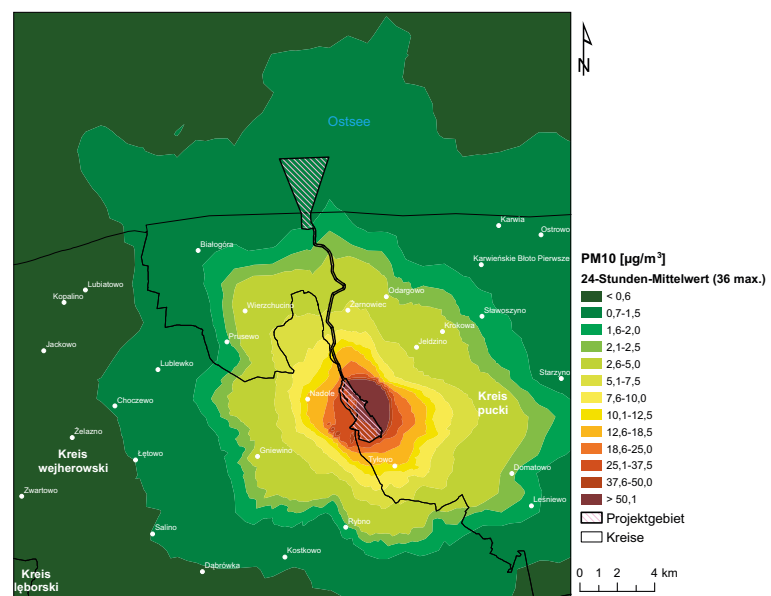 N
Ostsee
Karwia
Ostrowo
Białogóra
Karwieńskie Błoto Pierwsze
Lubiatowo
Kopalino
Odargowo
Wierzchucino
Żarnowiec
Sławoszyno
Krokowa
Prusewo
Jeldzino
Jackowo
Lublewko
Starzyno
Nadole
Choczewo
Kreis
pucki
Żelazno
Kreis
wejherowski
Łętowo
Gniewino
Tyłowo
Domatowo
Zwartowo
Leśniewo
Rybno
Salino
Kostkowo
Dąbrówka
Kreis
lęborski
PM10 [µg/m³]
24-Stunden-Mittelwert (36 max.)
< 0,6
0,7-1,5
1,6-2,0
2,1-2,5
2,6-5,0
5,1-7,5
7,6-10,0
10,1-12,5
12,6-18,5
18,6-25,0
25,1-37,5
37,6-50,0
> 50,1
Projektgebiet
Kreise
0 1 2 4 km